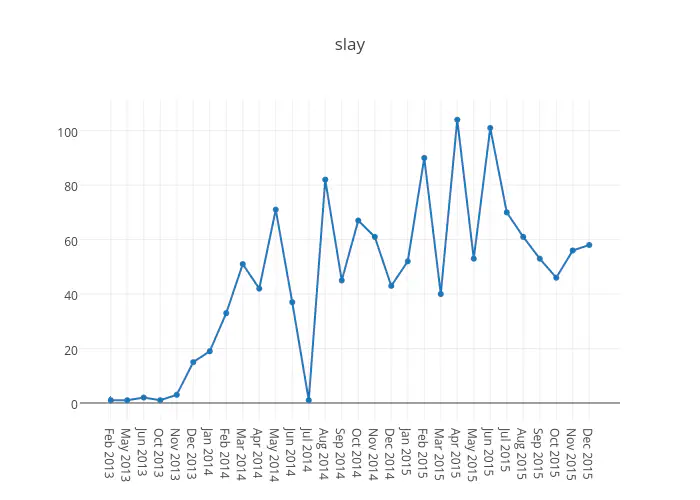 slay
100
80
60
40
20
0
Feb 2013
May 2013
Jun 2013
Oct 2013
Nov 2013
Dec 2013
Jan 2014
Feb 2014
Mar 2014
Apr 2014
May 2014
Jun 2014
Jul 2014
Aug 2014
Sep 2014
Oct 2014
Nov 2014
Dec 2014
Jan 2015
Feb 2015
Mar 2015
Apr 2015
May 2015
Jun 2015
Jul 2015
Aug 2015
Sep 2015
Oct 2015
Nov 2015
Dec 2015